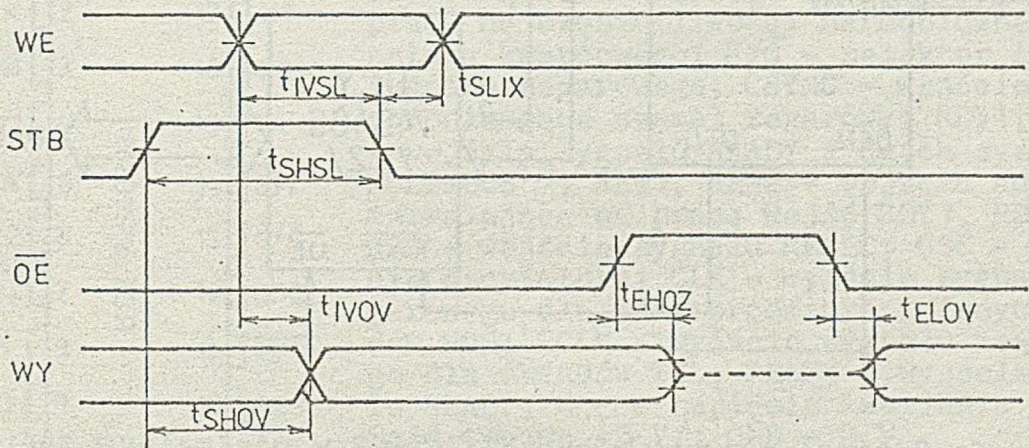 WE
tIVSL
tSLIX
STB
tSHSL
OE
tEHOZ
tELOV
tIVOV
WY
tSHOV